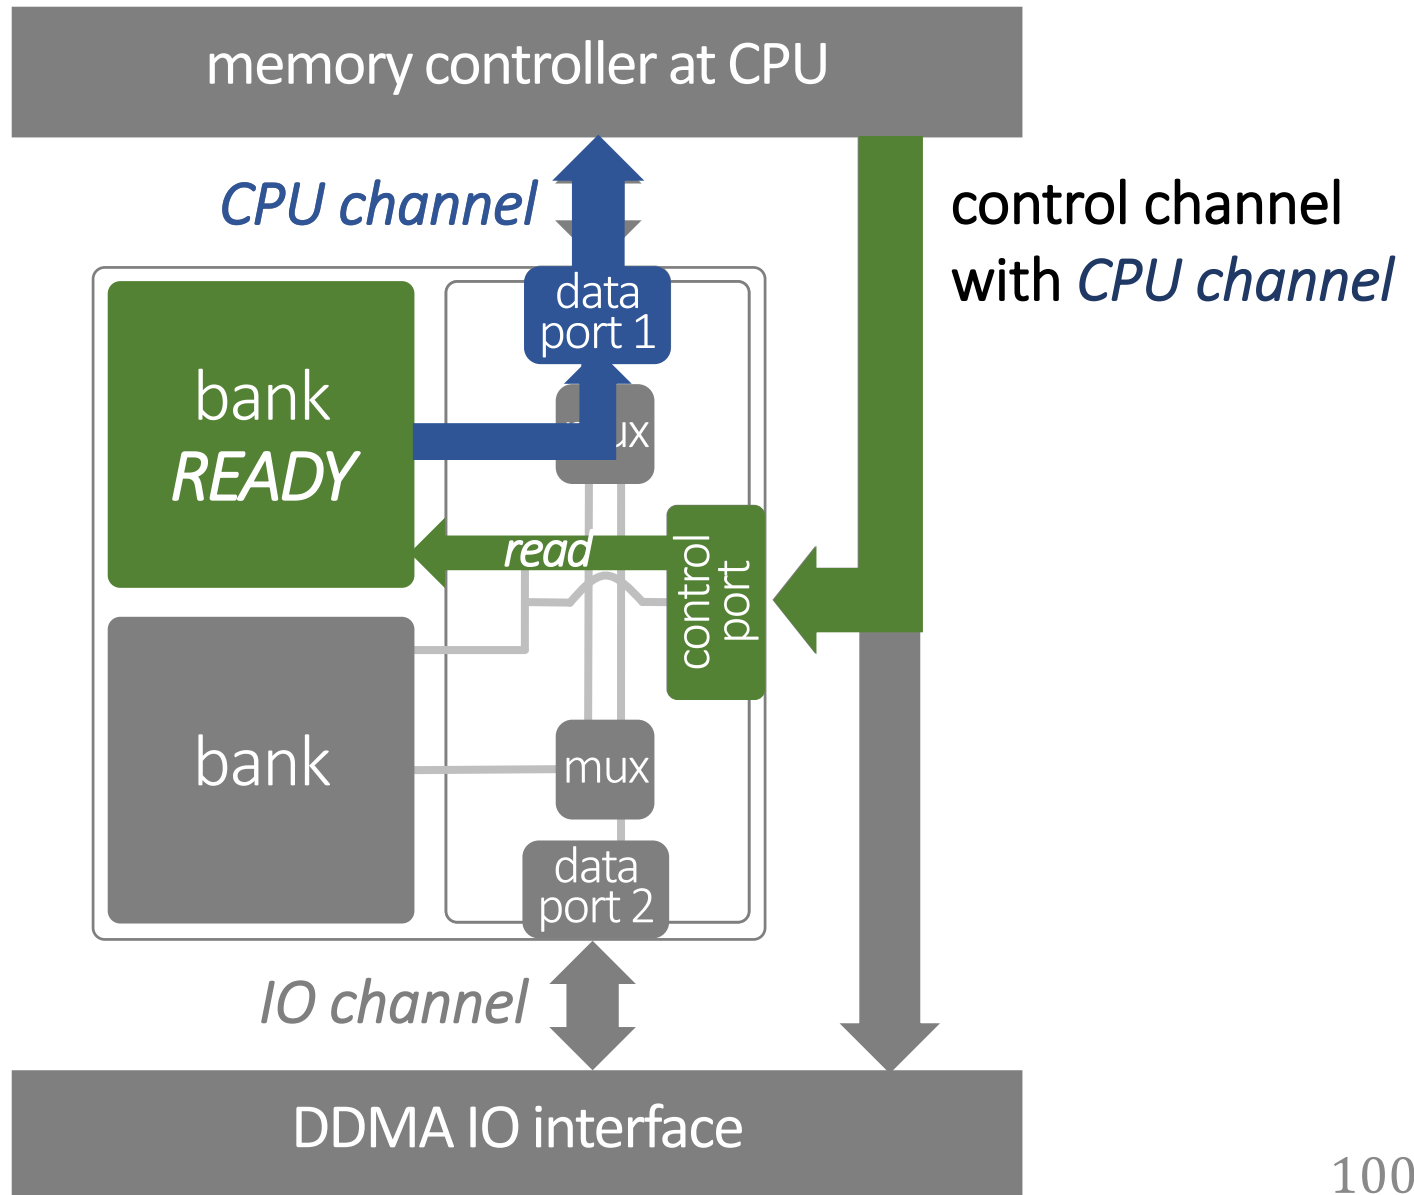 memory controller at CPU
CPU channel
control channel
with CPU channel
data
port 1
bank
READY
read
control
port
bank
mux
data
port 2
IO channel
DDMA IO interface
100